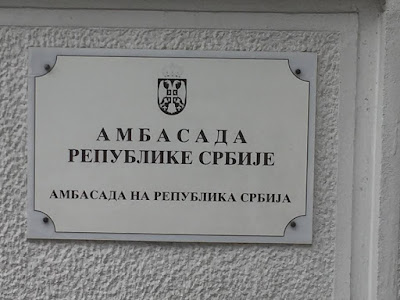 АМБАСАДА
РЕПУБЛИКЕ СРБИЈЕ
АМБАСАДА НА РЕПУБЛИКА СРБИЈА